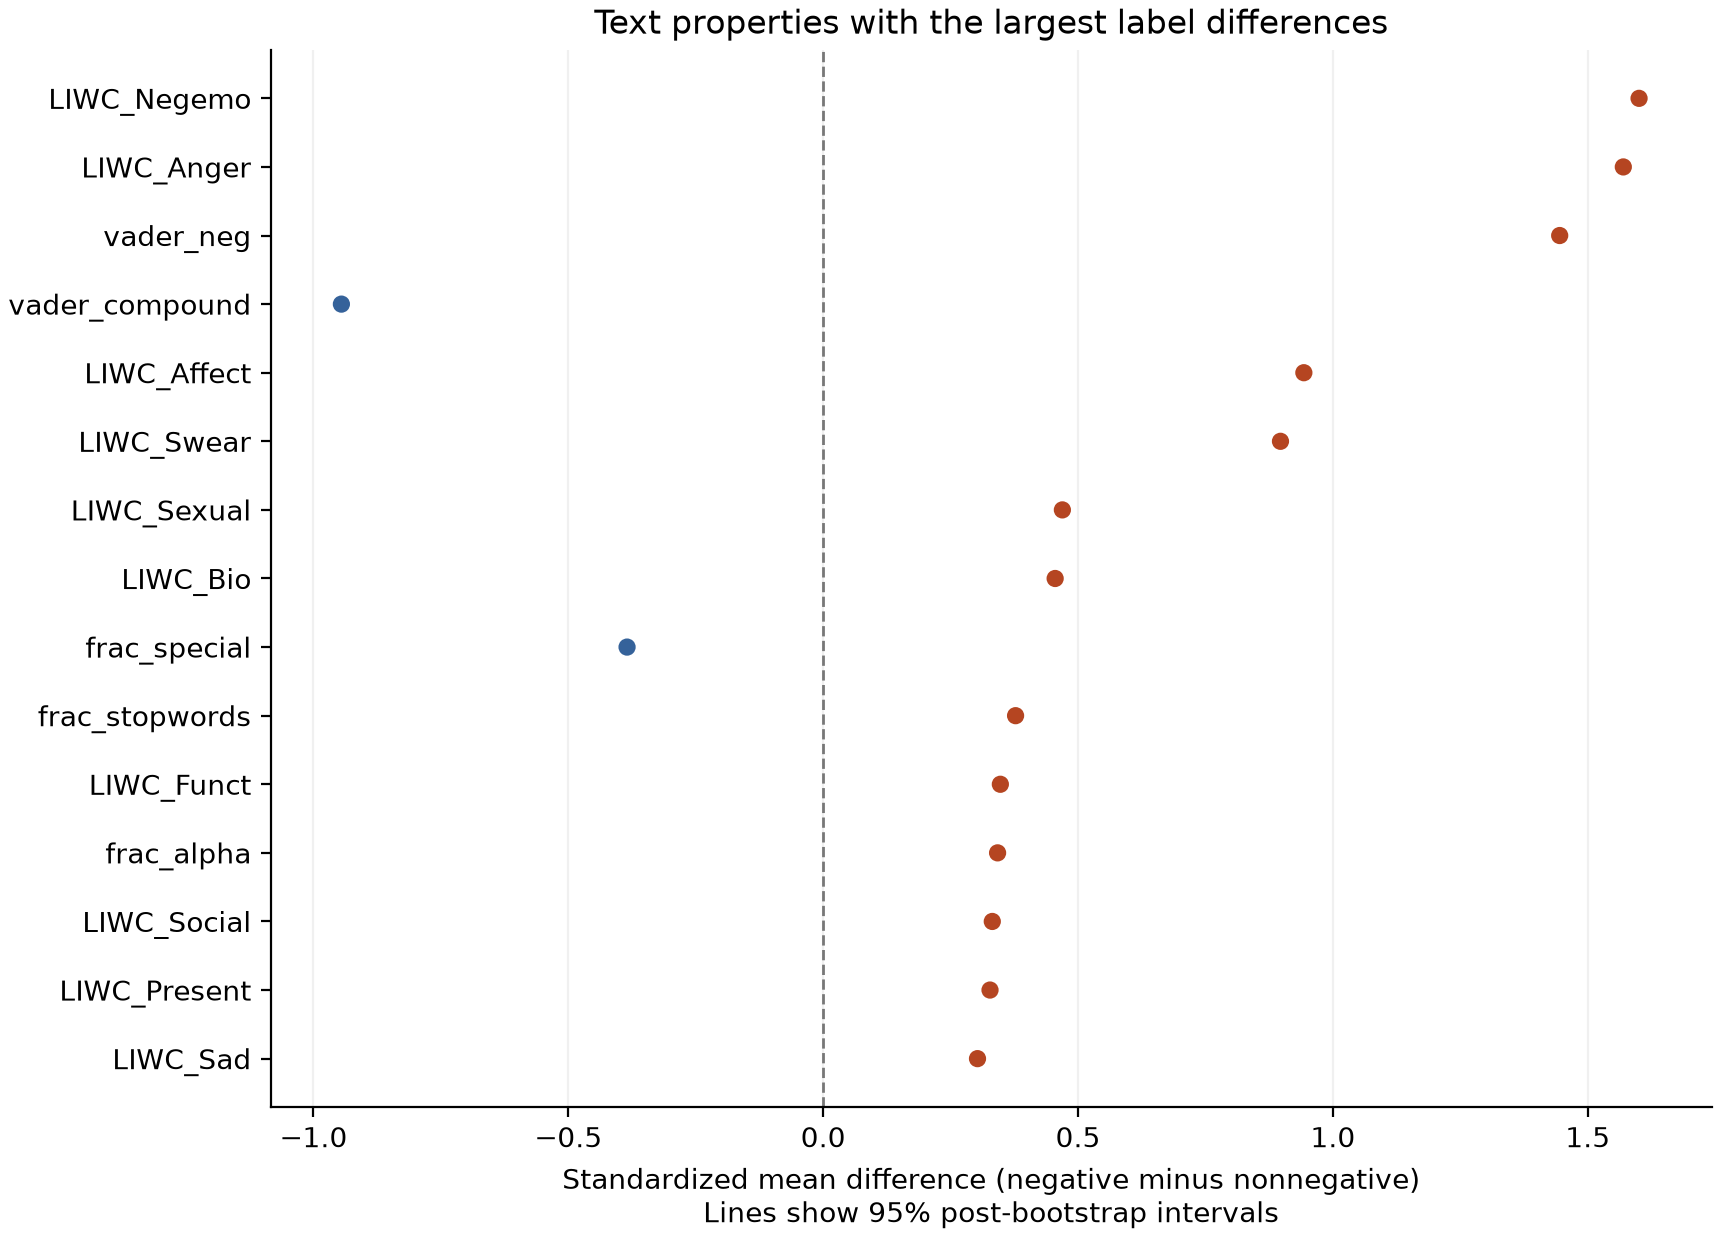 Text properties with the largest label differences
LIWC_Negemo
LIWC_Anger
vader_neg
vader_compound
LIWC_Affect
LIWC_Swear
LIWC_Sexual
LIWC_Bio
frac_special
frac_stopwords
LIWC_Funct
frac_alpha
LIWC_Social
LIWC_Present
LIWC_Sad
−1.0 −0.5 0.0 0.5 1.0 1.5
Standardized mean difference (negative minus nonnegative)
Lines show 95% post-bootstrap intervals